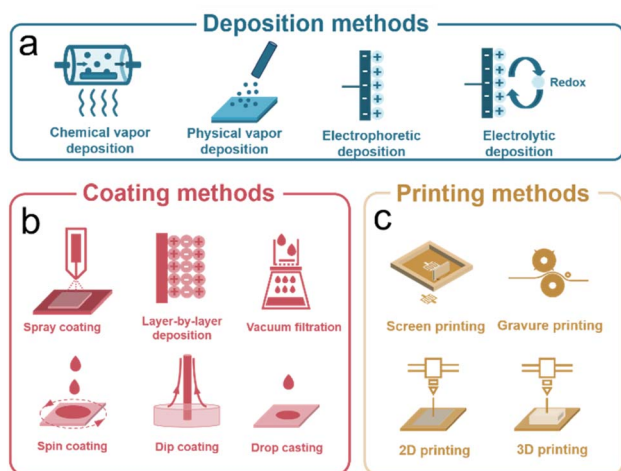 Deposition methods
a
Chemical vapor
deposition
Physical vapor
deposition
Electrophoretic
deposition
Redox
Electrolytic
deposition
Coating methods
b
Spray coating
Layer-by-layer
deposition
Vacuum filtration
Spin coating
Dip coating
Drop casting
Printing methods
c
Screen printing
Gravure printing
2D printing
3D printing